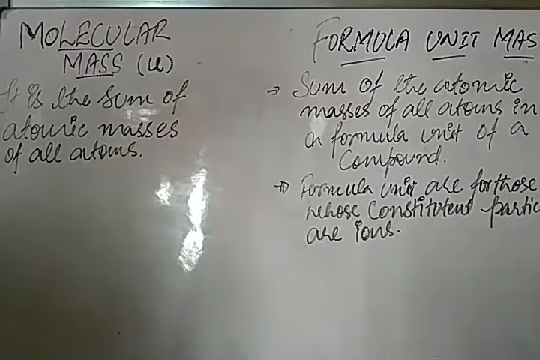 MOLECULAR
MASS (u)
It is the sum of
atomic masses
of all atoms.
FORMULA UNIT MAS
→ Sum of the atomic
masses of all atoms in
a formula unit of a
Compound.
→ Formula unit are for those
whose constituent partic
are ions.